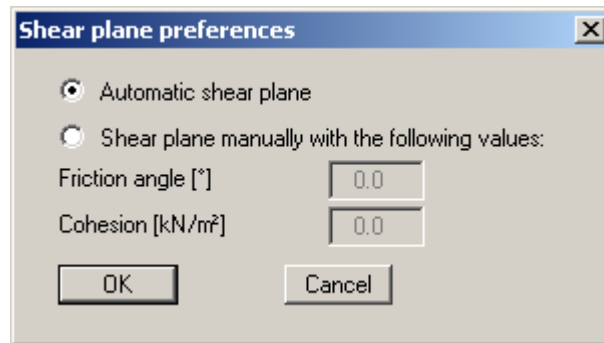 Shear plane preferences
Automatic shear plane
Shear plane manually with the following values:
Friction angle [°] 0.0
Cohesion [kN/m²] 0.0
OK Cancel